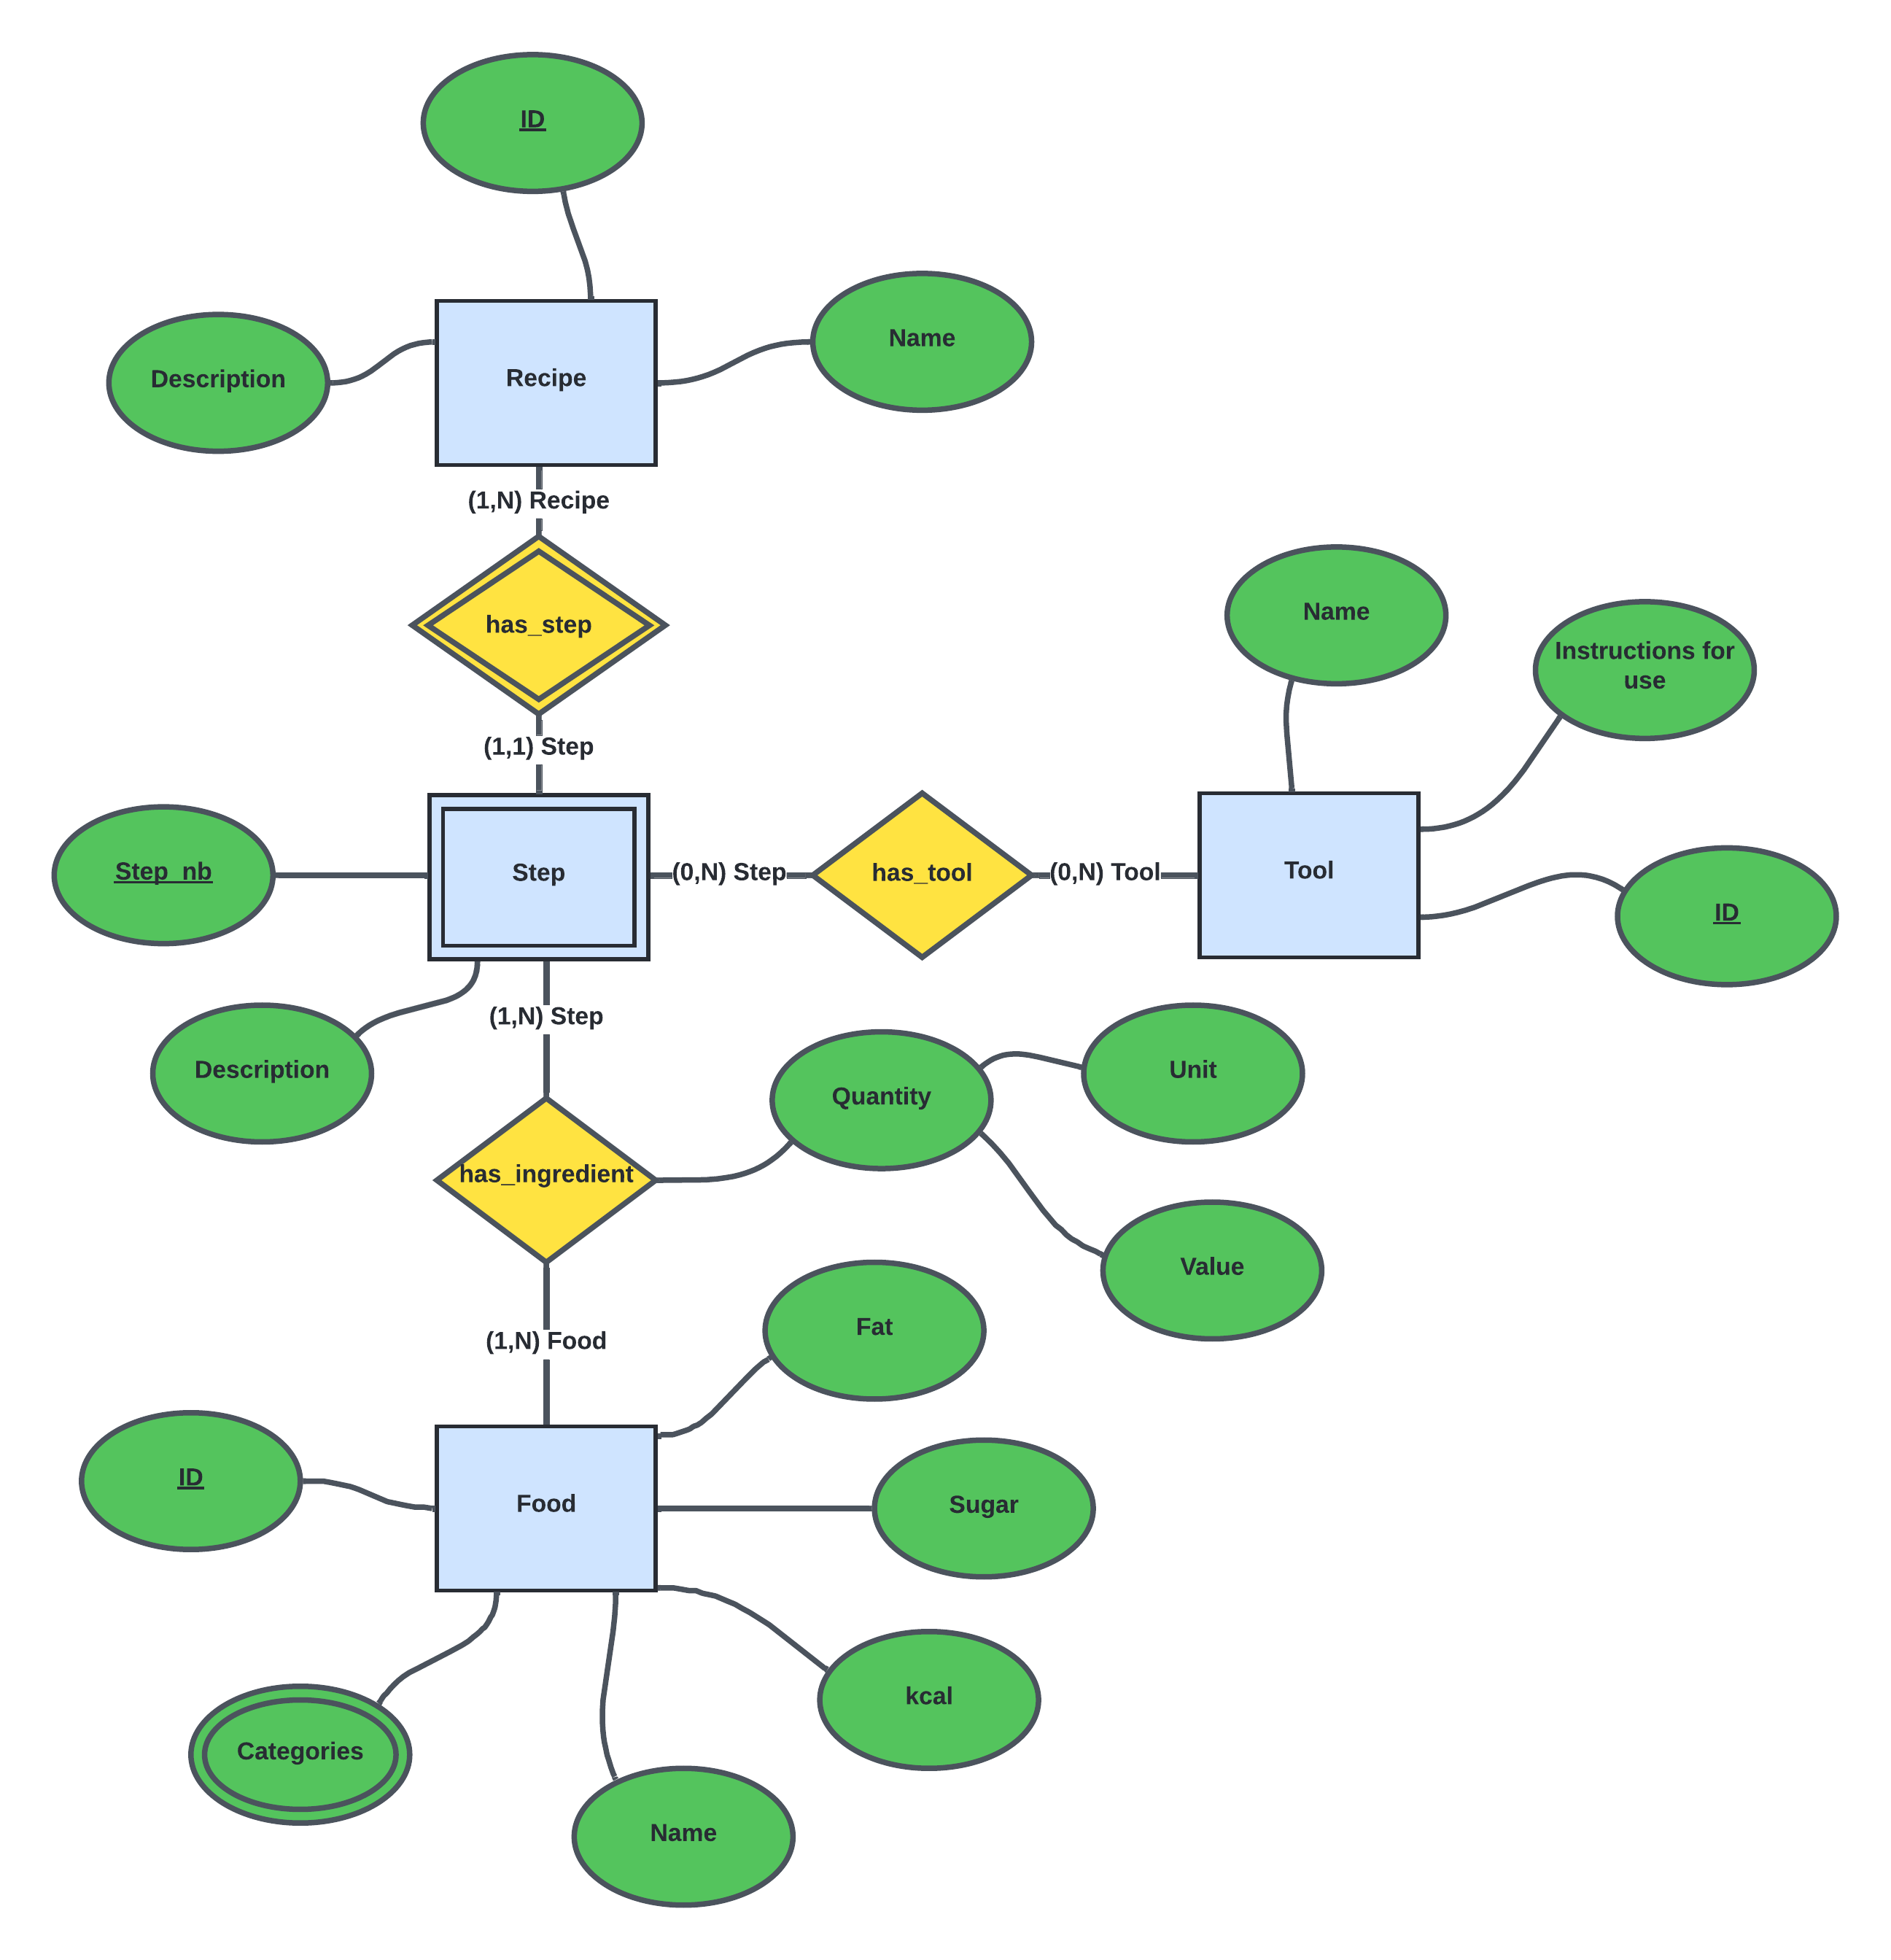 ID
Name
Description
Recipe
(1,N) Recipe
has_step
(1,1) Step
Name
Instructions for
use
Step_nb
Step
(0,N) Step
has_tool
(0,N) Tool
Tool
ID
(1,N) Step
Description
Quantity
Unit
has_ingredient
Value
Fat
(1,N) Food
ID
Food
Sugar
kcal
Categories
Name